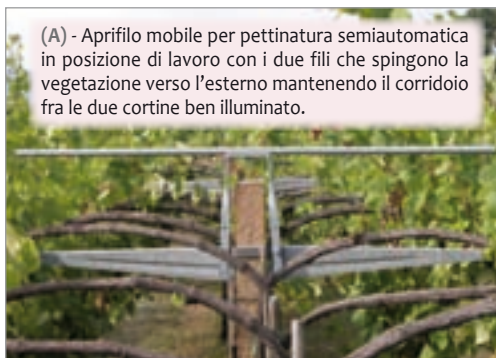 (A) - Aprifilo mobile per pettinatura semiautomatica
in posizione di lavoro con i due fili che spingono la
vegetazione verso l’esterno mantenendo il corridoio
fra le due cortine ben illuminato.